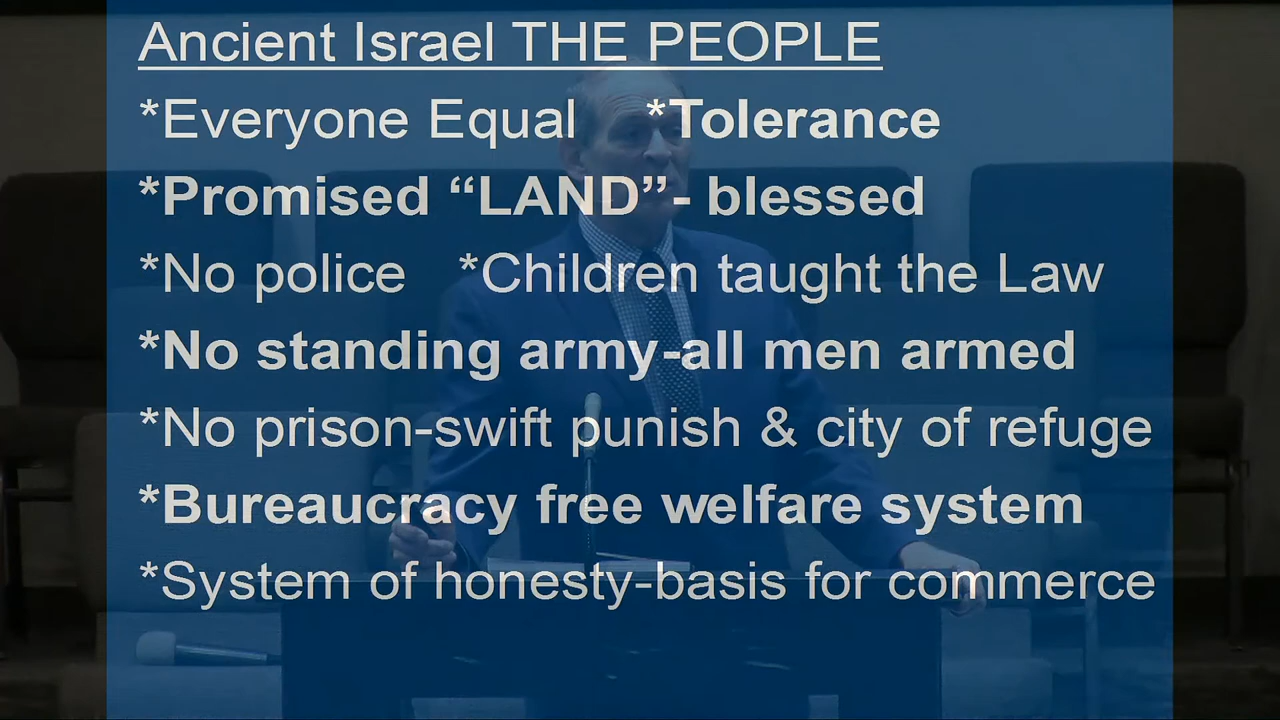 Ancient Israel THE PEOPLE
*Everyone Equal *Tolerance
*Promised “LAND”- blessed
*No police *Children taught the Law
*No standing army-all men armed
*No prison-swift punish & city of refuge
*Bureaucracy free welfare system
*System of honesty-basis for commerce